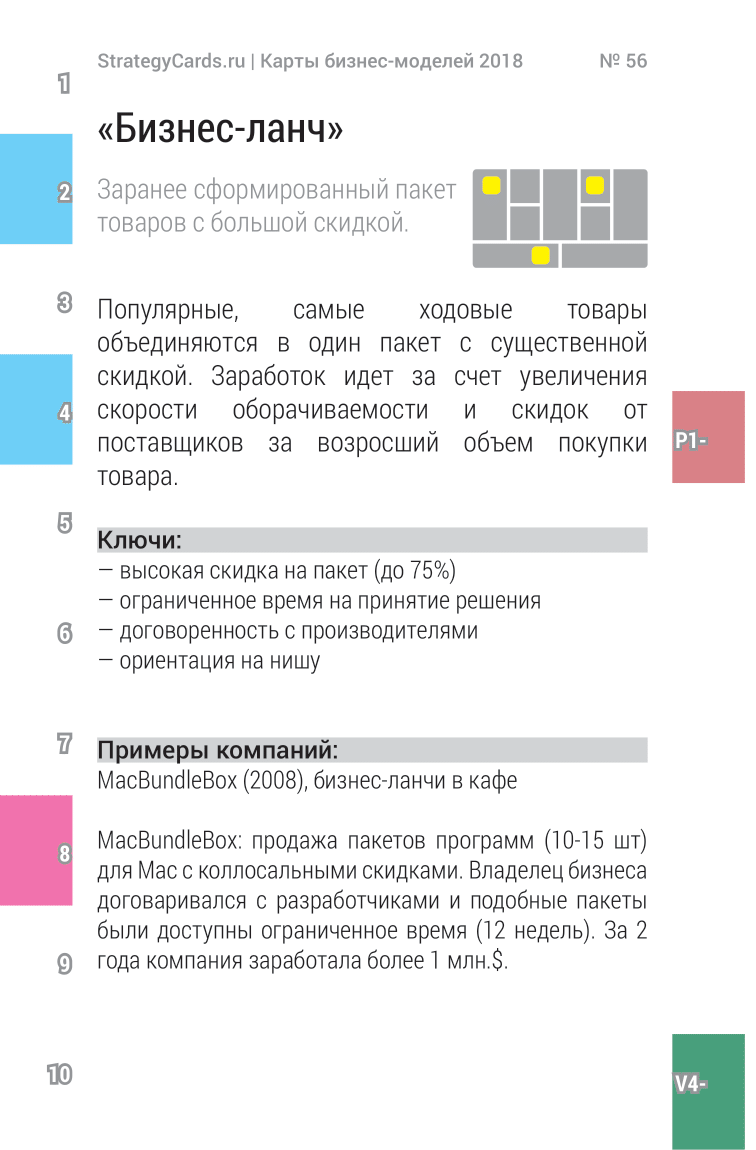 StrategyCards.ru | Карты бизнес-моделей 2018 № 56
1
«Бизнес-ланч»
2
Заранее сформированный пакет
товаров с большой скидкой.
3
Популярные, самые ходовые товары
объединяются в один пакет с существенной
скидкой. Заработок идет за счет увеличения
4
скорости оборачиваемости и скидок от
P1-
поставщиков за возросший объем покупки
товара.
5
Ключи:
— высокая скидка на пакет (до 75%)
— ограниченное время на принятие решения
6
— договоренность с производителями
— ориентация на нишу
7
Примеры компаний:
MacBundleBox (2008), бизнес-ланчи в кафе
MacBundleBox: продажа пакетов программ (10-15 шт)
8
для Mac с коллосальными скидками. Владелец бизнеса
договаривался с разработчиками и подобные пакеты
были доступны ограниченное время (12 недель). За 2
9
года компания заработала более 1 млн.$.
10
V4-